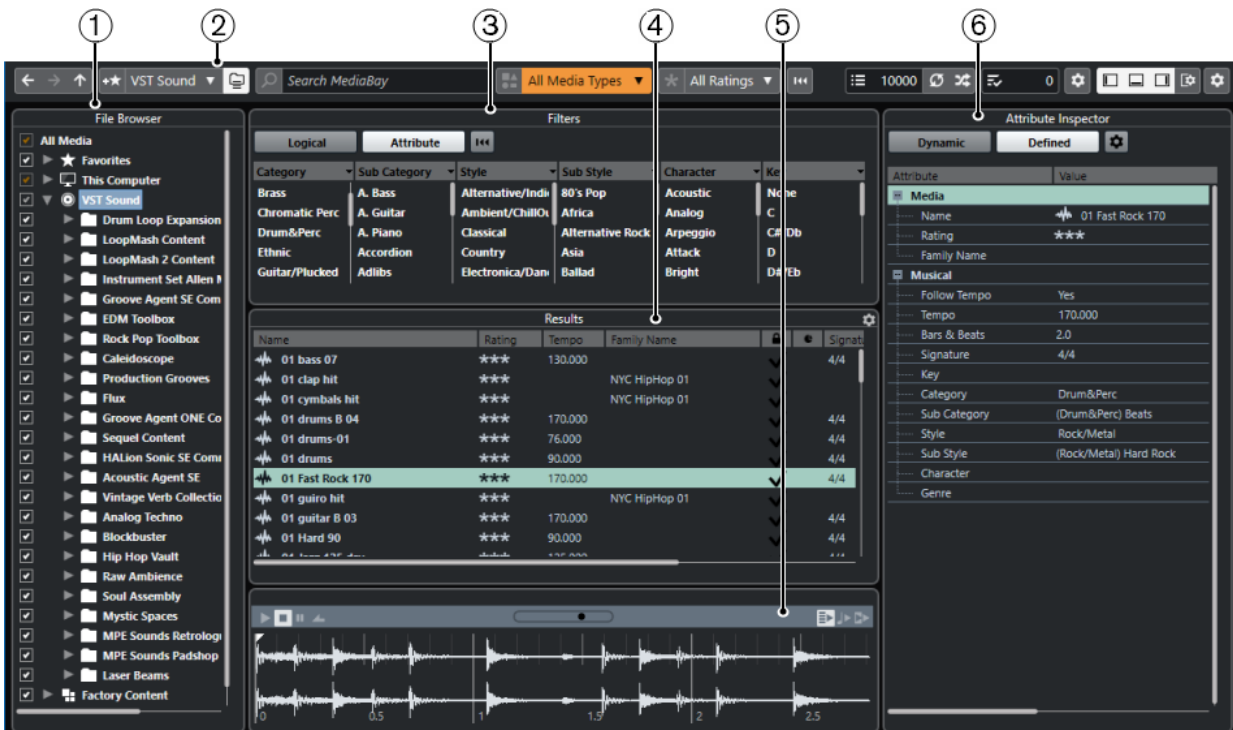 1 2 3 4 5 6
VST Sound Search MediaBay All Media Types All Ratings 10000 0
File Browser
All Media
Favorites
This Computer
VST Sound
Drum Loop Expansion
LoopMash Content
LoopMash 2 Content
Instrument Set Allen
Groove Agent SE Com
EDM Toolbox
Rock Pop Toolbox
Caleidoscope
Production Grooves
Flux
Groove Agent ONE Co
Sequel Content
HALion Sonic SE
Acoustic Agent SE
Vintage Verb Collectio
Analog Techno
Blockbuster
Hip Hop Vault
Raw Ambience
Soul Assembly
Mystic Spaces
MPE Sounds Retrolog
MPE Sounds Padshop
Laser Beams
Factory Content
Filters
Logical Attribute
Category Sub Category Style Sub Style Character Ke
Brass A. Bass Alternative/Indi 80's Pop Acoustic None
Chromatic Perc A. Guitar Ambient/ChillOu Africa Analog C
Drum&Perc A. Piano Classical Alternative Rock Arpeggio C#/Db
Ethnic Accordion Country Asia Attack D
Guitar/Plucked Adlibs Electronica/Dan Ballad Bright D#/Eb
Results
Name Rating Tempo Family Name Signat
01 bass 07 *** 130.000 4/4
01 clap hit *** NYC HipHop 01
01 cymbals hit *** NYC HipHop 01
01 drums B 04 *** 170.000 4/4
01 drums-01 *** 76.000 4/4
01 drums *** 90.000 4/4
01 Fast Rock 170 *** 170.000 4/4
01 guiro hit *** NYC HipHop 01
01 guitar B 03 *** 170.000 4/4
01 Hard 90 *** 90.000 4/4
0 0.5 1 1.5 2 2.5
Attribute Inspector
Dynamic Defined
Attribute Value
Media
Name 01 Fast Rock 170
Rating ***
Family Name
Musical
Follow Tempo Yes
Tempo 170.000
Bars & Beats 2.0
Signature 4/4
Key
Category Drum&Perc
Sub Category (Drum&Perc) Beats
Style Rock/Metal
Sub Style (Rock/Metal) Hard Rock
Character
Genre